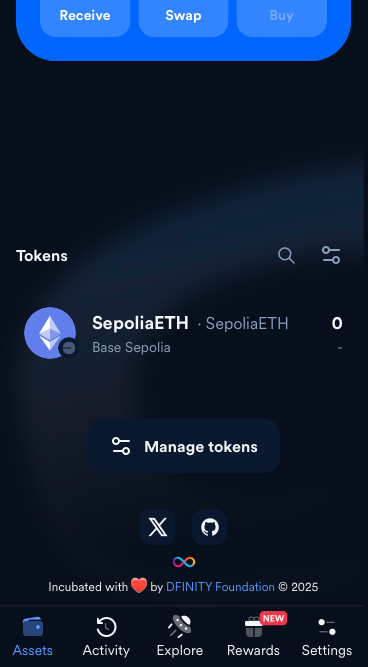 Receive Swap Buy
Tokens
SepoliaETH · SepoliaETH 0
Base Sepolia -
Manage tokens
Incubated with ❤️ by DFINITY Foundation © 2025
NEW
Assets Activity Explore Rewards Settings